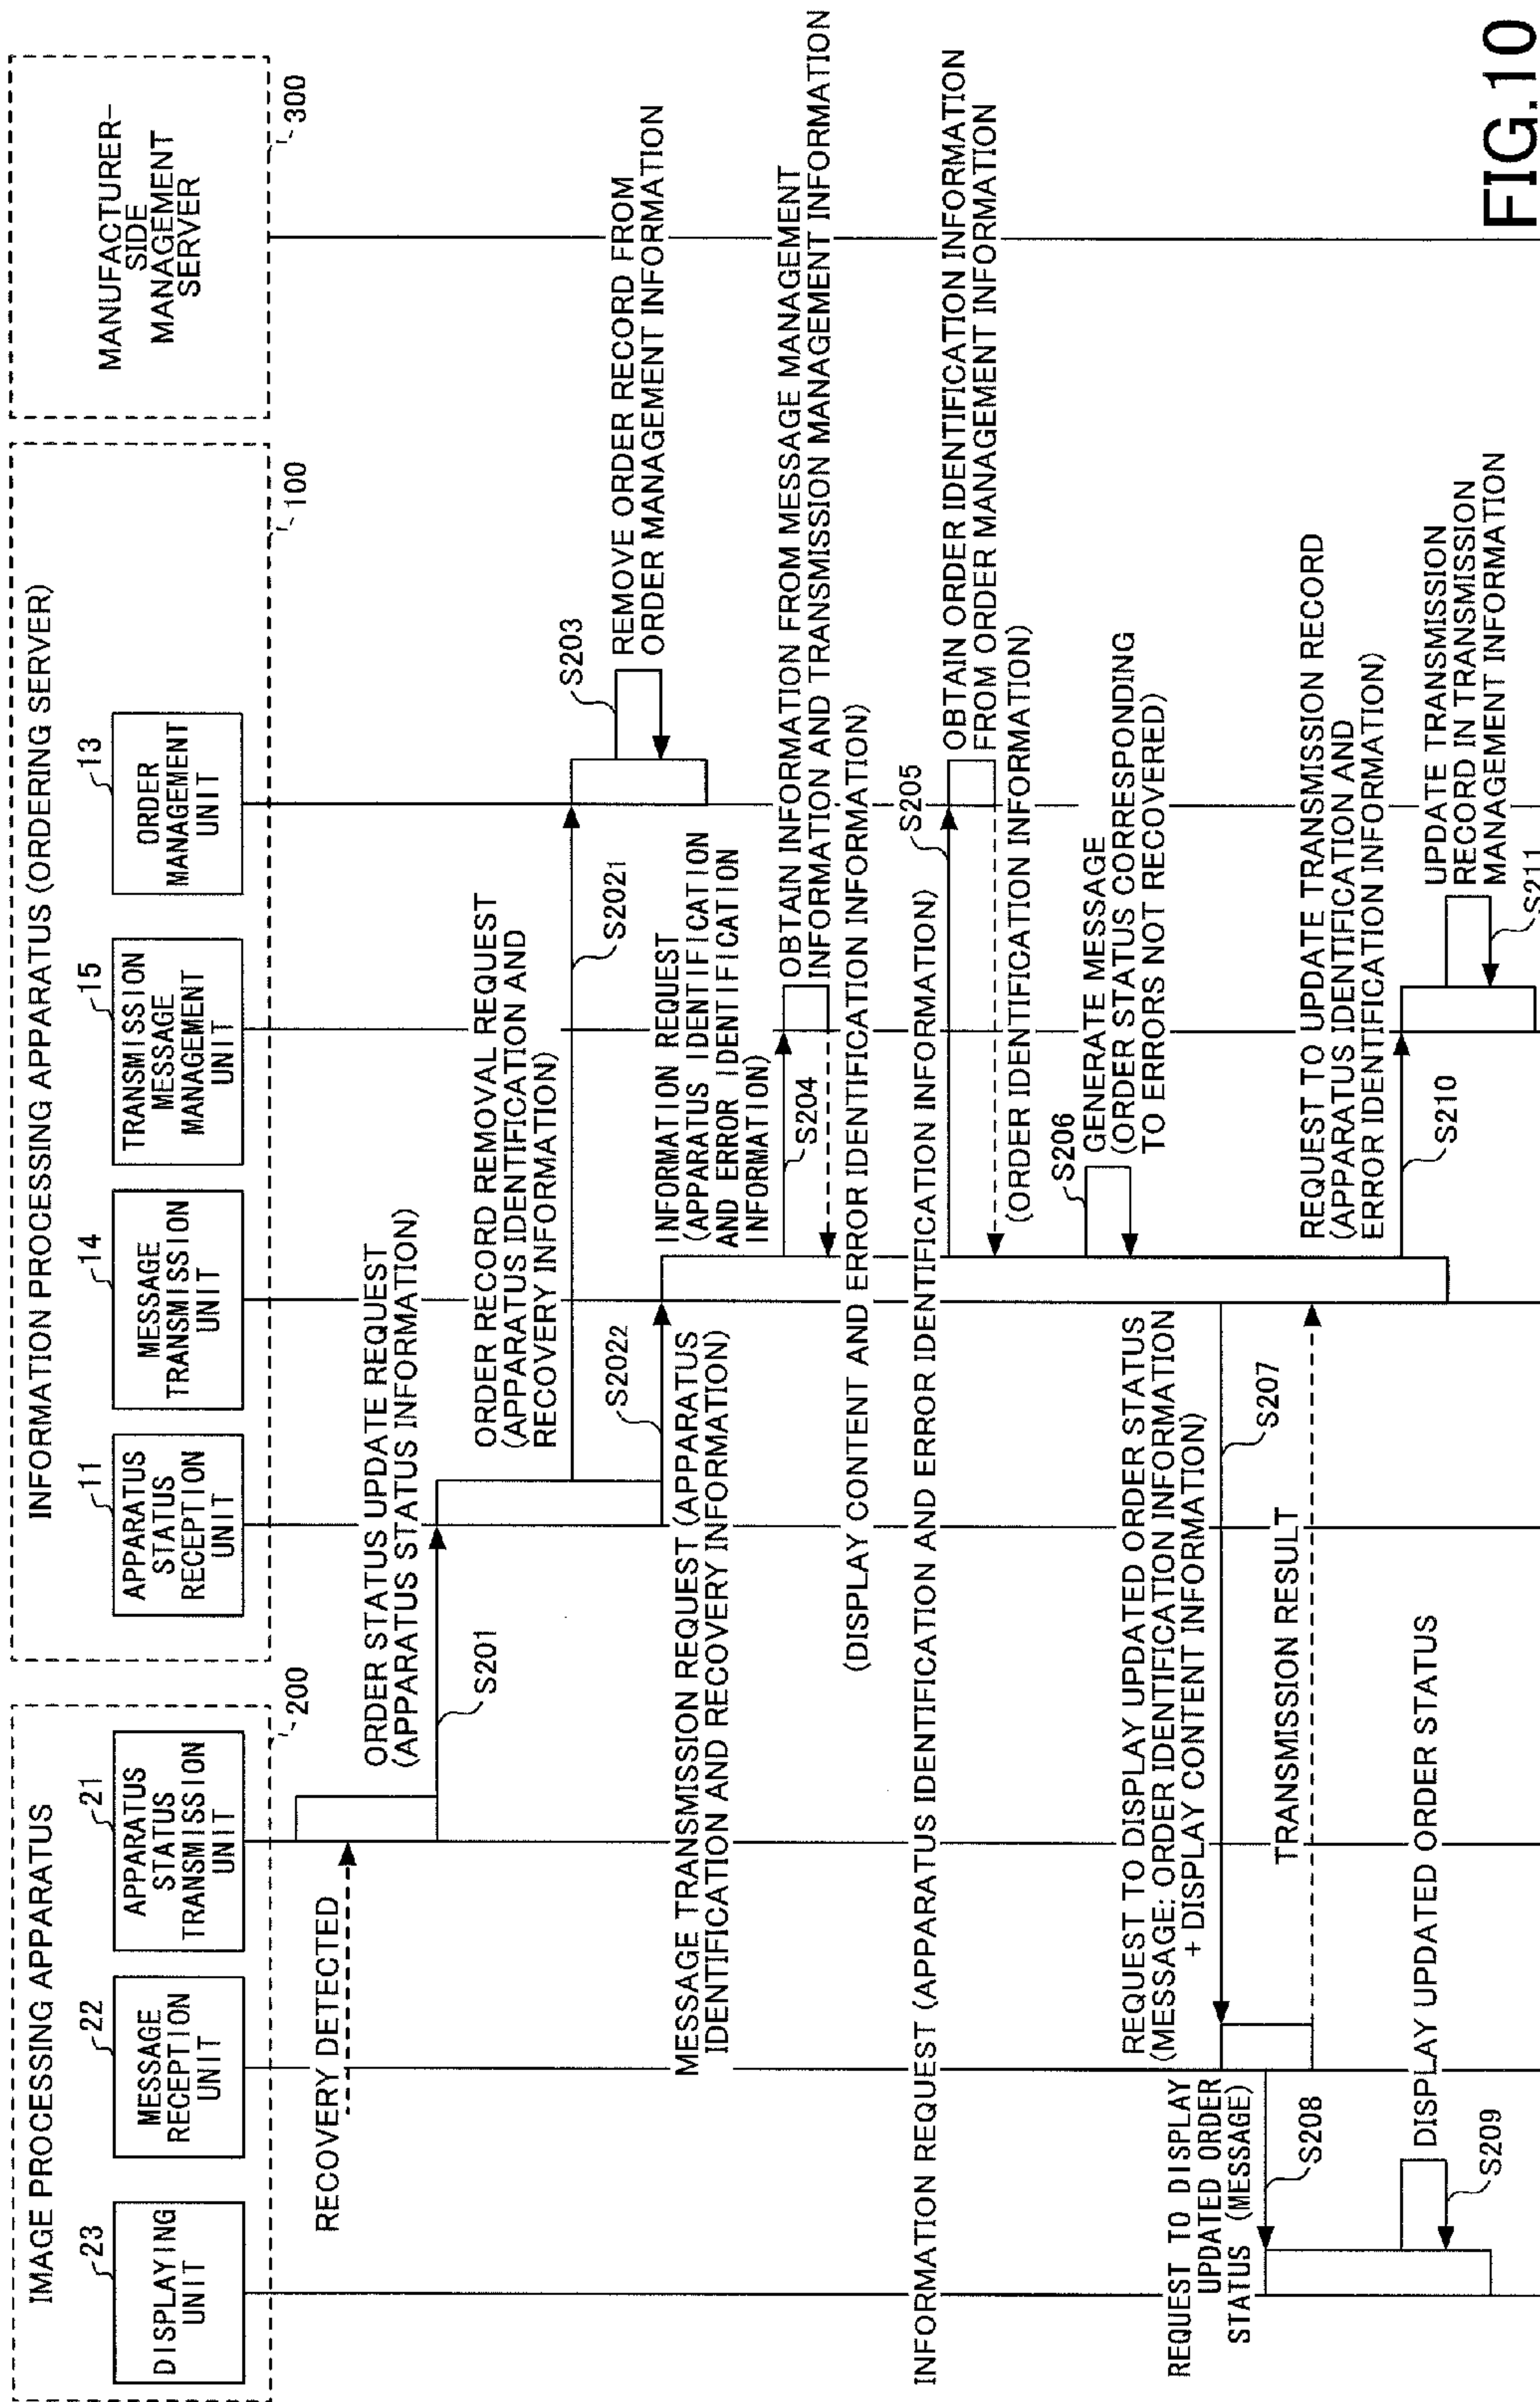 IMAGE PROCESSING APPARATUS
23
DISPLAYING
UNIT
22
MESSAGE
RECEPTION
UNIT
21
APPARATUS
STATUS
TRANSMISSION
UNIT
200
INFORMATION PROCESSING APPARATUS (ORDERING SERVER)
11
APPARATUS
STATUS
RECEPTION
UNIT
14
MESSAGE
TRANSMISSION
UNIT
15
TRANSMISSION
MESSAGE
MANAGEMENT
UNIT
13
ORDER
MANAGEMENT
UNIT
100
MANUFACTURER-
SIDE
MANAGEMENT
SERVER
300
RECOVERY DETECTED
ORDER STATUS UPDATE REQUEST
(APPARATUS STATUS INFORMATION)
S201
ORDER RECORD REMOVAL REQUEST
(APPARATUS IDENTIFICATION AND
RECOVERY INFORMATION)
S2021
S203
REMOVE ORDER RECORD FROM
ORDER MANAGEMENT INFORMATION
MESSAGE TRANSMISSION REQUEST (APPARATUS
IDENTIFICATION AND RECOVERY INFORMATION)
S2022
INFORMATION REQUEST
(APPARATUS IDENTIFICATION
AND ERROR IDENTIFICATION
INFORMATION)
S204
OBTAIN INFORMATION FROM MESSAGE MANAGEMENT
INFORMATION AND TRANSMISSION MANAGEMENT INFORMATION
(DISPLAY CONTENT AND ERROR IDENTIFICATION INFORMATION)
INFORMATION REQUEST (APPARATUS IDENTIFICATION AND ERROR IDENTIFICATION INFORMATION)
S205
OBTAIN ORDER IDENTIFICATION INFORMATION
FROM ORDER MANAGEMENT INFORMATION
(ORDER IDENTIFICATION INFORMATION)
S206
GENERATE MESSAGE
(ORDER STATUS CORRESPONDING
TO ERRORS NOT RECOVERED)
REQUEST TO DISPLAY UPDATED ORDER STATUS
(MESSAGE: ORDER IDENTIFICATION INFORMATION
+ DISPLAY CONTENT INFORMATION)
S207
REQUEST TO DISPLAY
UPDATED ORDER
STATUS (MESSAGE)
S208
TRANSMISSION RESULT
DISPLAY UPDATED ORDER STATUS
S209
REQUEST TO UPDATE TRANSMISSION RECORD
(APPARATUS IDENTIFICATION AND
ERROR IDENTIFICATION INFORMATION)
S210
UPDATE TRANSMISSION
RECORD IN TRANSMISSION
MANAGEMENT INFORMATION
S211
FIG.10